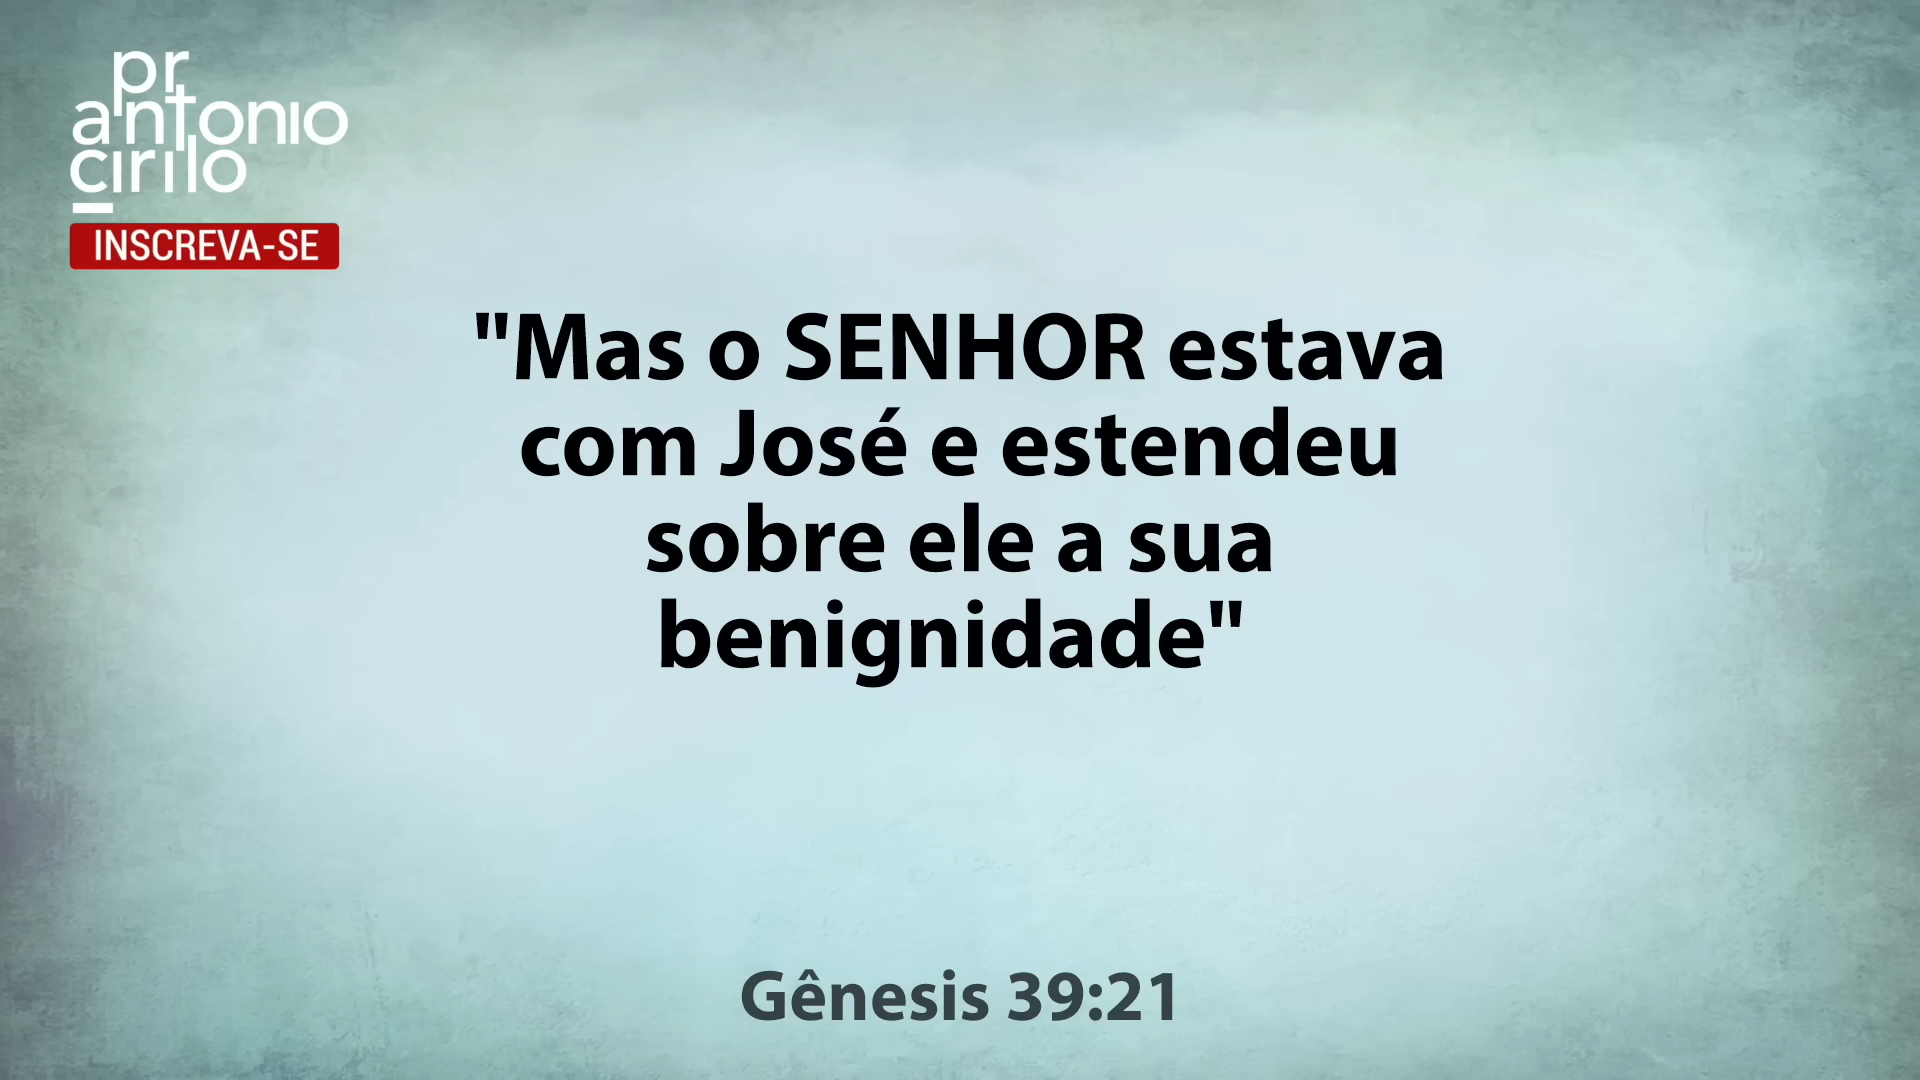 pr
antonio
cirilo
INSCREVA-SE
"Mas o SENHOR estava
com José e estendeu
sobre ele a sua
benignidade"
Gênesis 39:21